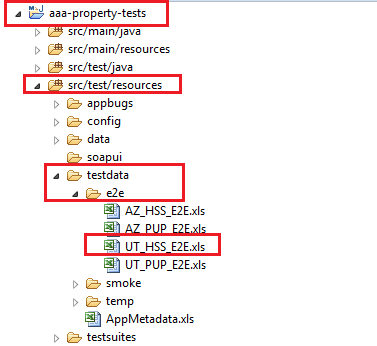 aaa-property-tests
src/main/java
src/main/resources
src/test/java
src/test/resources
appbugs
config
data
soapui
testdata
e2e
AZ_HSS_E2E.xls
AZ_PUP_E2E.xls
UT_HSS_E2E.xls
UT_PUP_E2E.xls
smoke
temp
AppMetadata.xls
testsuites